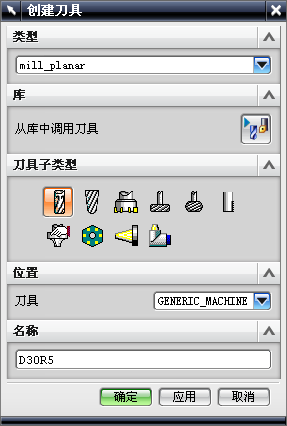 创建刀具
类型
mill_planar
库
从库中调用刀具
刀具子类型
位置
刀具
GENERIC_MACHINE
名称
D30R5
确定
应用
取消